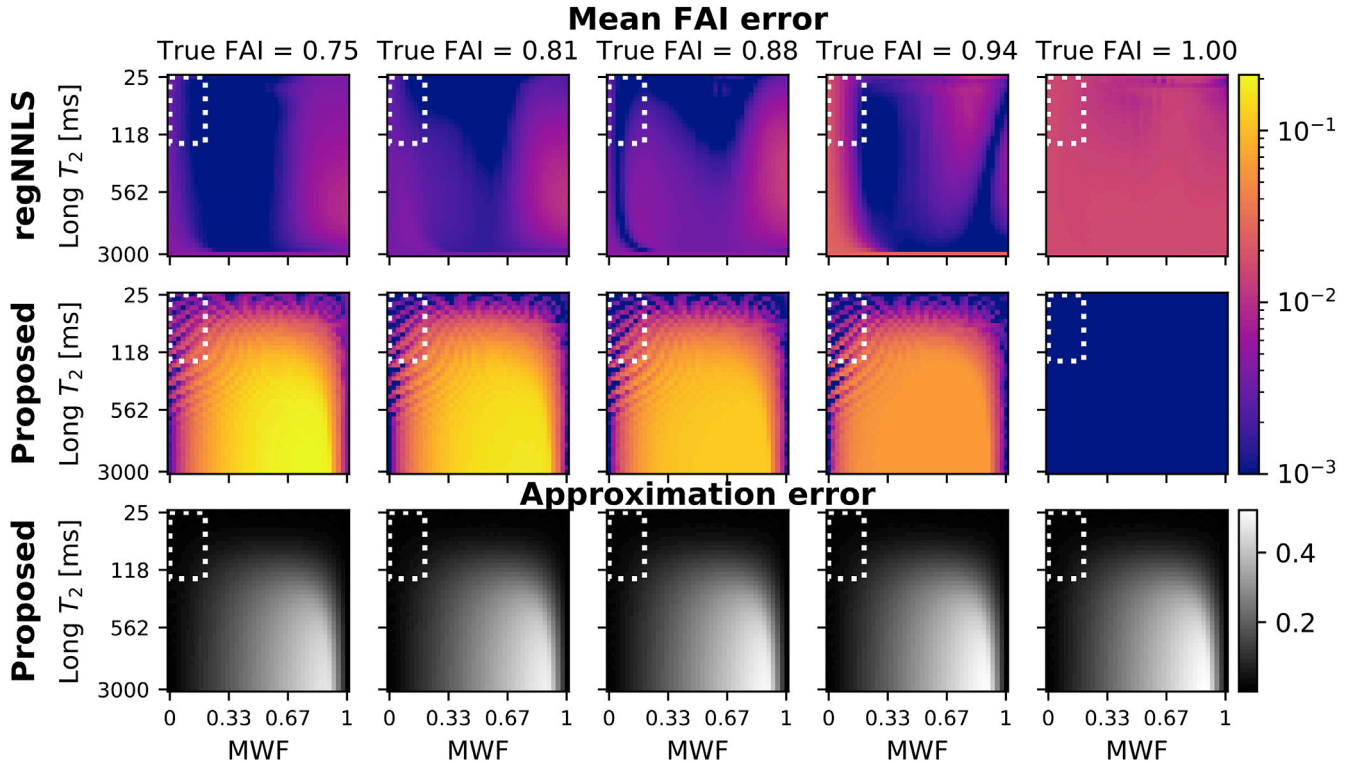 Mean FAI error
True FAI = 0.75 True FAI = 0.81 True FAI = 0.88 True FAI = 0.94 True FAI = 1.00
regNNLS
Long T₂ [ms]
25
118
562
3000
10⁻¹
10⁻²
10⁻³
Proposed
Long T₂ [ms]
25
118
562
3000
Approximation error
Proposed
Long T₂ [ms]
25
118
562
3000
0.4
0.2
0 0.33 0.67 1 0 0.33 0.67 1 0 0.33 0.67 1 0 0.33 0.67 1 0 0.33 0.67 1
MWF MWF MWF MWF MWF